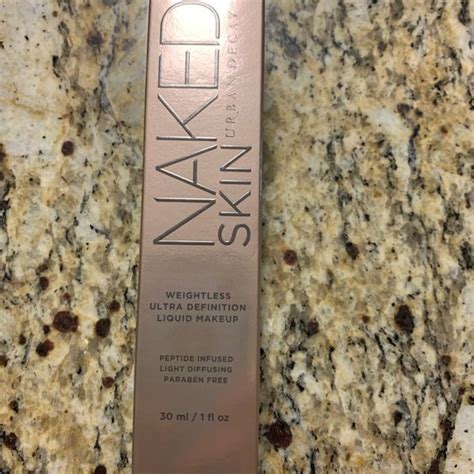 NAKED
SKIN
URBAN DECAY
WEIGHTLESS
ULTRA DEFINITION
LIQUID MAKEUP
PEPTIDE INFUSED
LIGHT DIFFUSING
PARABEN FREE
30 ml / 1 fl oz